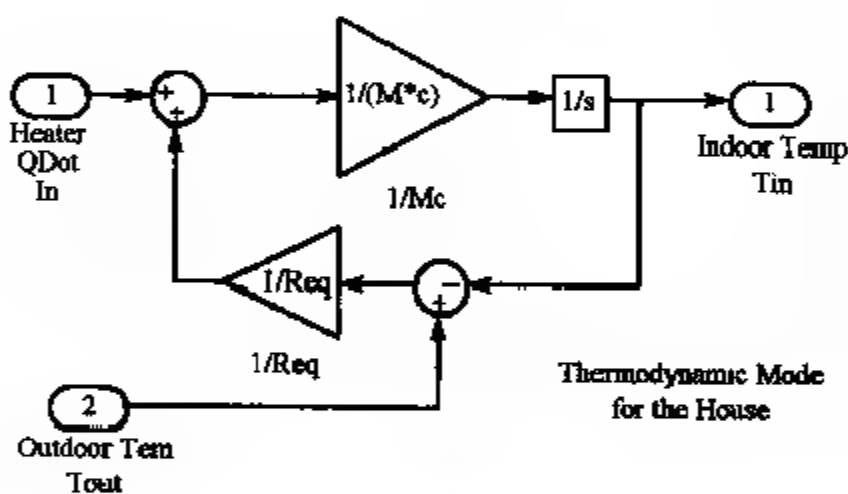 1
Heater
QDot
In
+
+
1/(M*c)
1/Mc
1/s
1
Indoor Temp
Tin
1/Req
1/Req
−
+
2
Outdoor Tem
Tout
Thermodynamic Mode
for the House